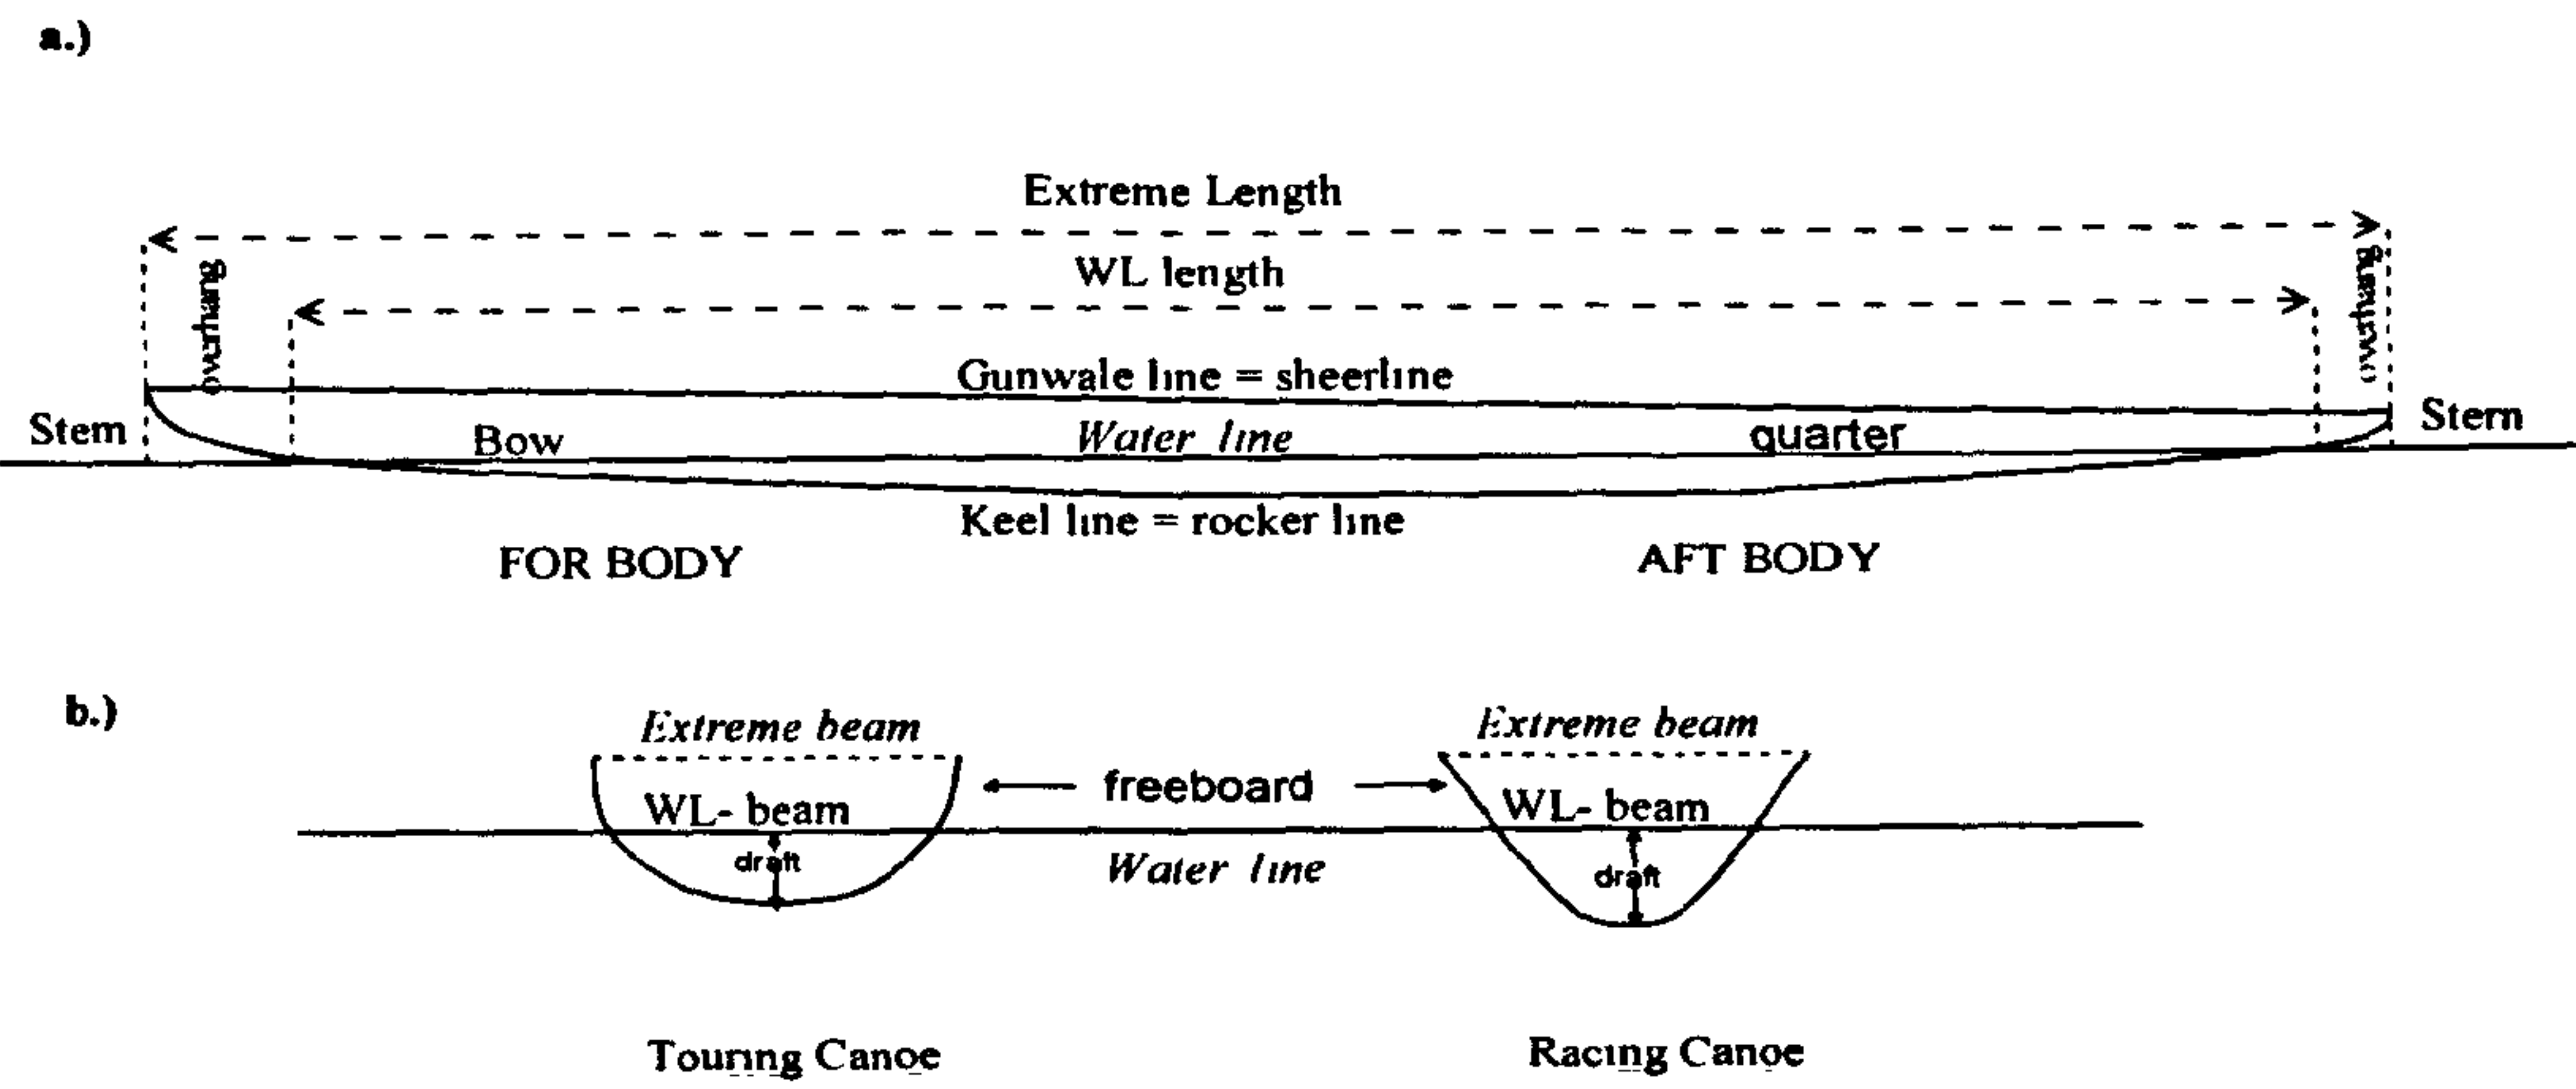 a.)
Extreme Length
overhang
overhang
WL length
Gunwale line = sheerline
Stem
Bow
Water line
quarter
Stern
Keel line = rocker line
FOR BODY
AFT BODY
b.)
Extreme beam
Extreme beam
freeboard
WL- beam
WL- beam
draft
Water line
draft
Touring Canoe
Racing Canoe